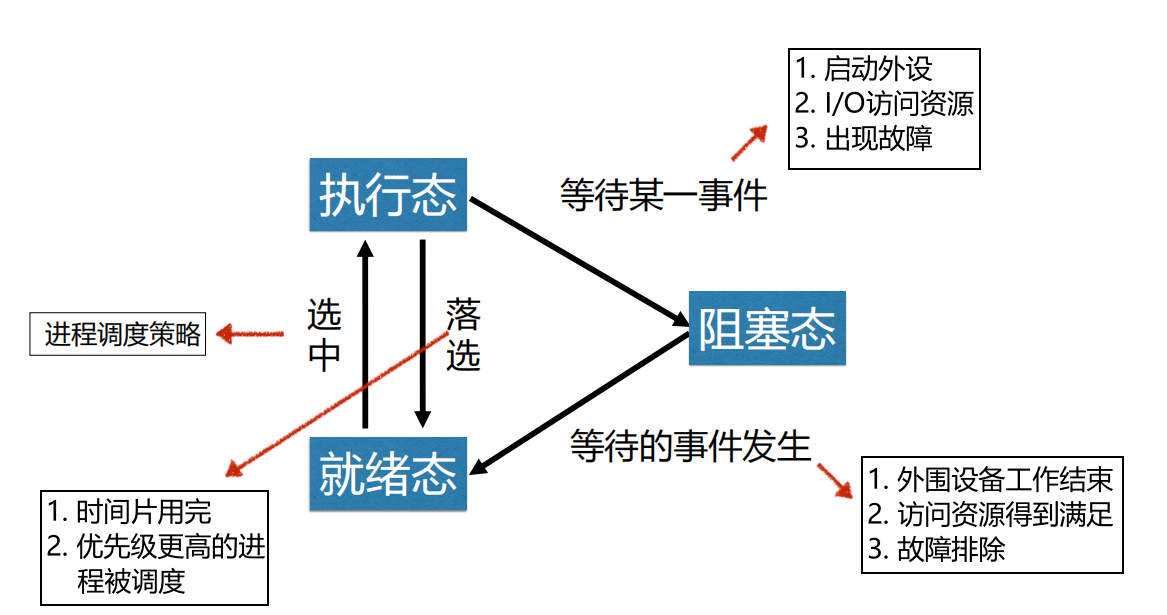 1. 启动外设
2. I/O访问资源
3. 出现故障
执行态
等待某一事件
选中
落选
进程调度策略
阻塞态
就绪态
等待的事件发生
1. 外围设备工作结束
2. 访问资源得到满足
3. 故障排除
1. 时间片用完
2. 优先级更高的进
程被调度